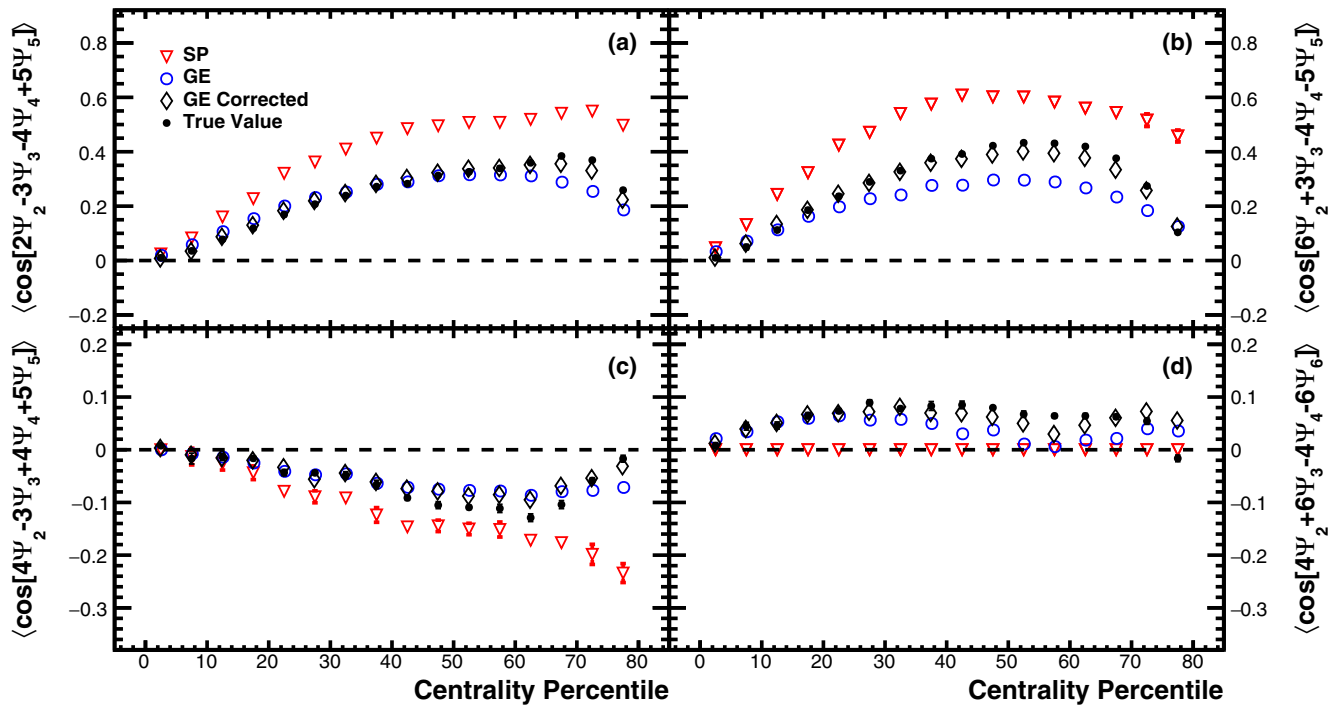 (a)
SP
GE
GE Corrected
True Value
0.8
0.6
0.4
0.2
0
−0.2
⟨cos[2Ψ2-3Ψ3-4Ψ4+5Ψ5]⟩
(b)
0.8
0.6
0.4
0.2
0
−0.2
⟨cos[6Ψ2+3Ψ3-4Ψ4-5Ψ5]⟩
(c)
0.2
0.1
0
−0.1
−0.2
−0.3
⟨cos[4Ψ2-3Ψ3+4Ψ4+5Ψ5]⟩
0 10 20 30 40 50 60 70 80
Centrality Percentile
(d)
0.2
0.1
0
−0.1
−0.2
−0.3
⟨cos[4Ψ2+6Ψ3-4Ψ4-6Ψ6]⟩
0 10 20 30 40 50 60 70 80
Centrality Percentile